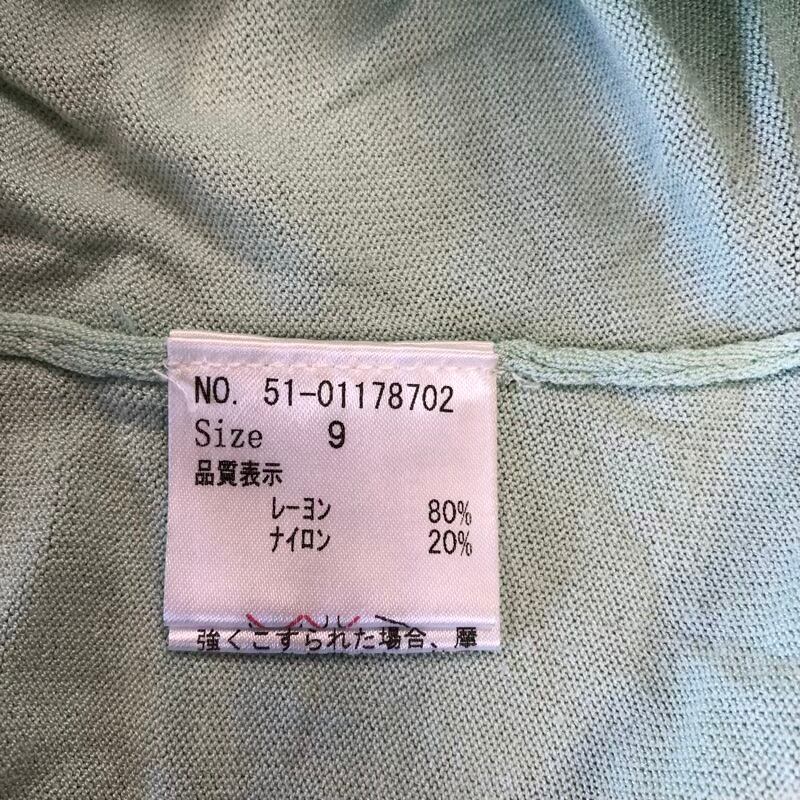 NO. 51-01178702
Size 9
品質表示
レーヨン 80%
ナイロン 20%
強くこすられた場合、摩